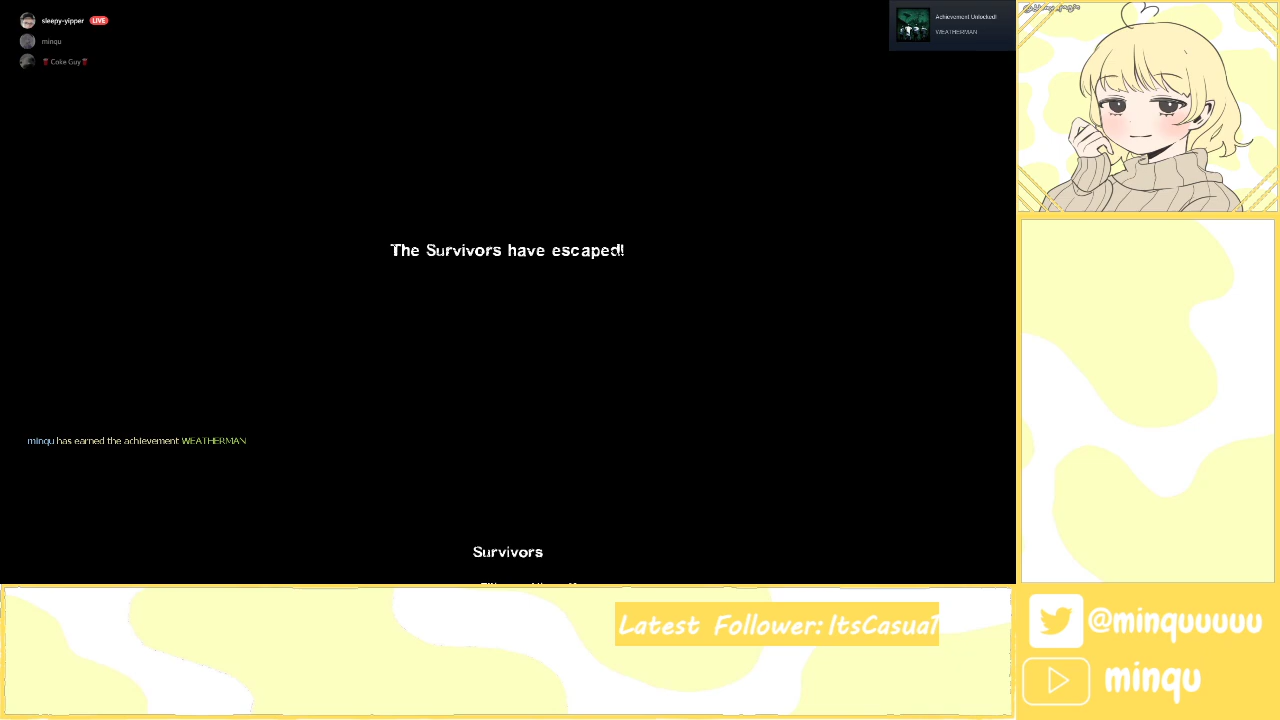 sleepy-yipper LIVE
minqu
Coke Guy
Achievement Unlocked!
WEATHERMAN
The Survivors have escaped!
minqu has earned the achievement WEATHERMAN
Survivors
Latest Follower: ItsCasua1
@minquuuuu
minqu